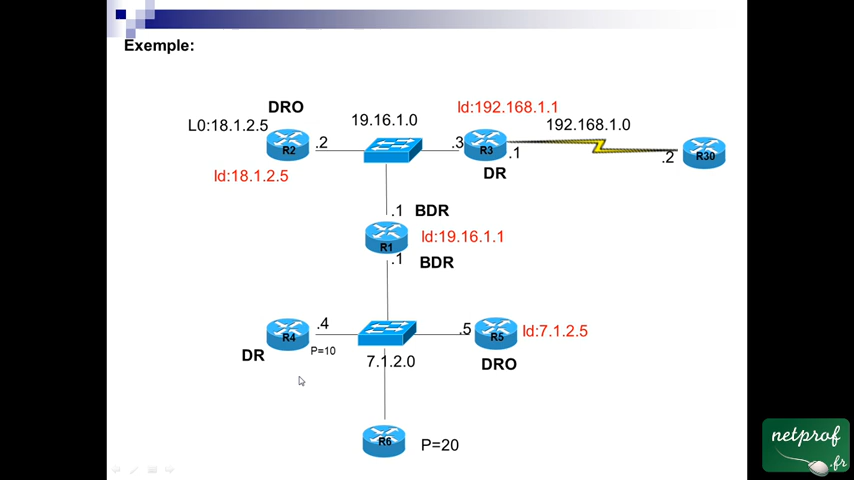 Exemple:
DRO
Id:192.168.1.1
L0:18.1.2.5
19.16.1.0
192.168.1.0
.2
.3
R2
R3
.1
.2
R30
Id:18.1.2.5
DR
.1
BDR
R1
Id:19.16.1.1
.1
BDR
.4
R4
P=10
.5
R5
Id:7.1.2.5
DR
7.1.2.0
DRO
R6
P=20
netprof
.fr